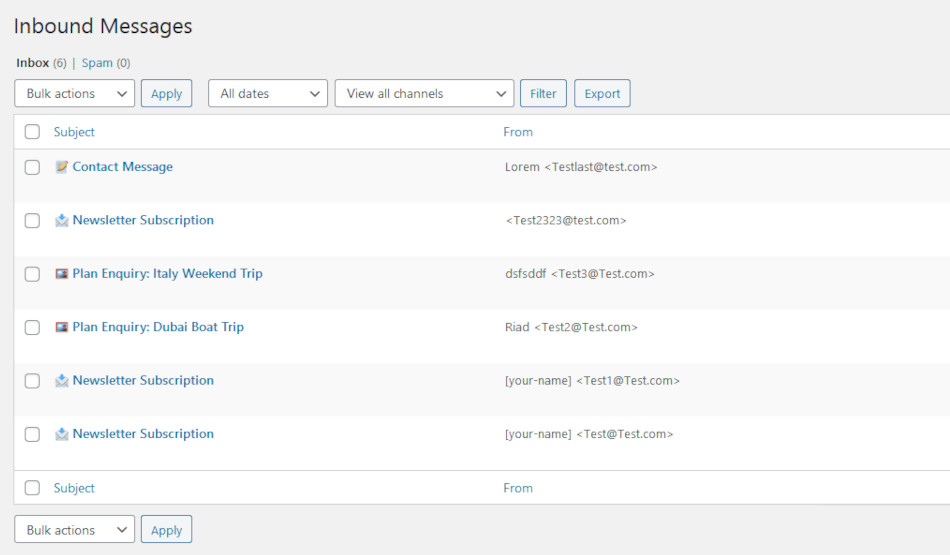 Inbound Messages
Inbox (6) | Spam (0)
Bulk actions Apply All dates View all channels Filter Export
Subject From
Contact Message Lorem <Testlast@test.com>
Newsletter Subscription <Test2323@test.com>
Plan Enquiry: Italy Weekend Trip dsfsddf <Test3@Test.com>
Plan Enquiry: Dubai Boat Trip Riad <Test2@Test.com>
Newsletter Subscription [your-name] <Test1@Test.com>
Newsletter Subscription [your-name] <Test@Test.com>
Subject From
Bulk actions Apply